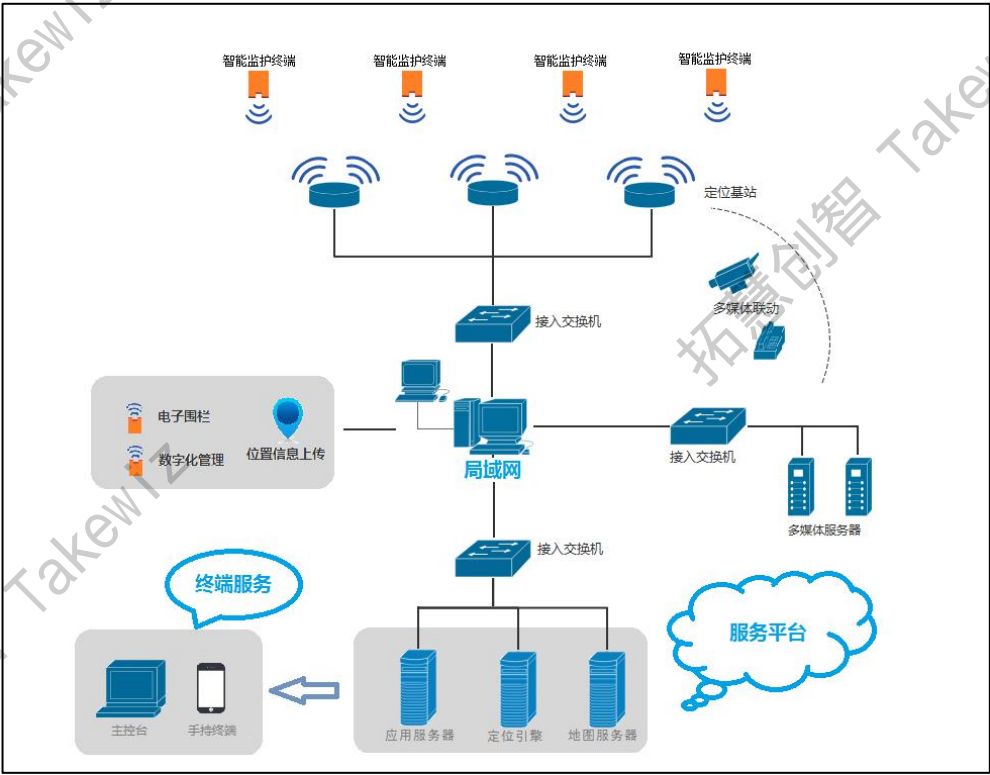 智能监护终端
智能监护终端
智能监护终端
智能监护终端
定位基站
多媒体联动
接入交换机
电子围栏
数字化管理
位置信息上传
局域网
接入交换机
多媒体服务器
接入交换机
终端服务
服务平台
主控台
手持终端
应用服务器
定位引擎
地图服务器
拓慧创智
Takewiz